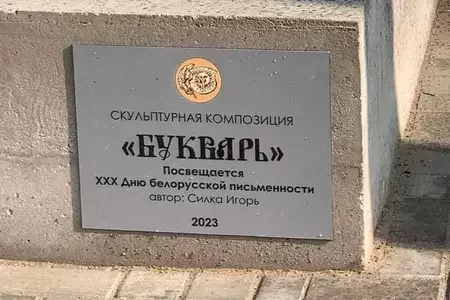 СКУЛЬПТУРНАЯ КОМПОЗИЦИЯ
«БУКВАРЬ»
Посвещается
XXX Дню белорусской письменности
автор: Силка Игорь
2023